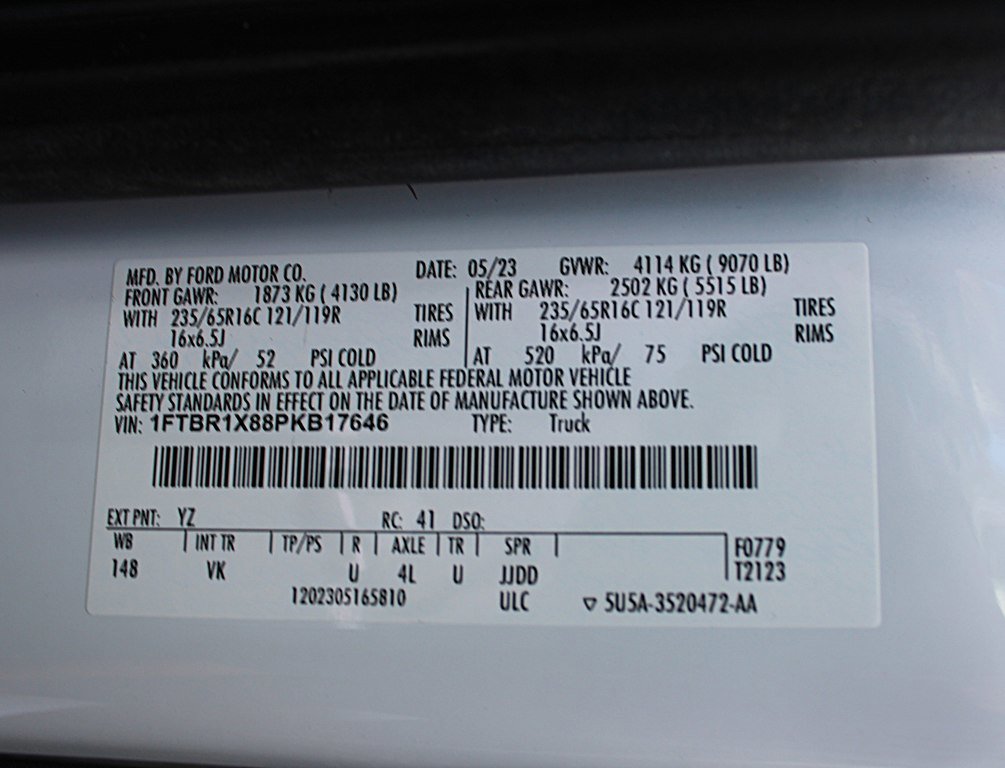 MFD. BY FORD MOTOR CO. DATE: 05/23 GVWR: 4114 KG ( 9070 LB)
FRONT GAWR: 1873 KG ( 4130 LB) REAR GAWR: 2502 KG ( 5515 LB)
WITH 235/65R16C 121/119R TIRES WITH 235/65R16C 121/119R TIRES
16x6.5J RIMS 16x6.5J RIMS
AT 360 kPa/ 52 PSI COLD AT 520 kPa/ 75 PSI COLD
THIS VEHICLE CONFORMS TO ALL APPLICABLE FEDERAL MOTOR VEHICLE
SAFETY STANDARDS IN EFFECT ON THE DATE OF MANUFACTURE SHOWN ABOVE.
VIN: 1FTBR1X88PKB17646 TYPE: Truck
EXT PNT: YZ RC: 41 DSO:
WB INT TR TP/PS R AXLE TR SPR F0779
148 VK U 4L U JJDD T2123
1202305165810 ULC ▽ 5U5A-3520472-AA